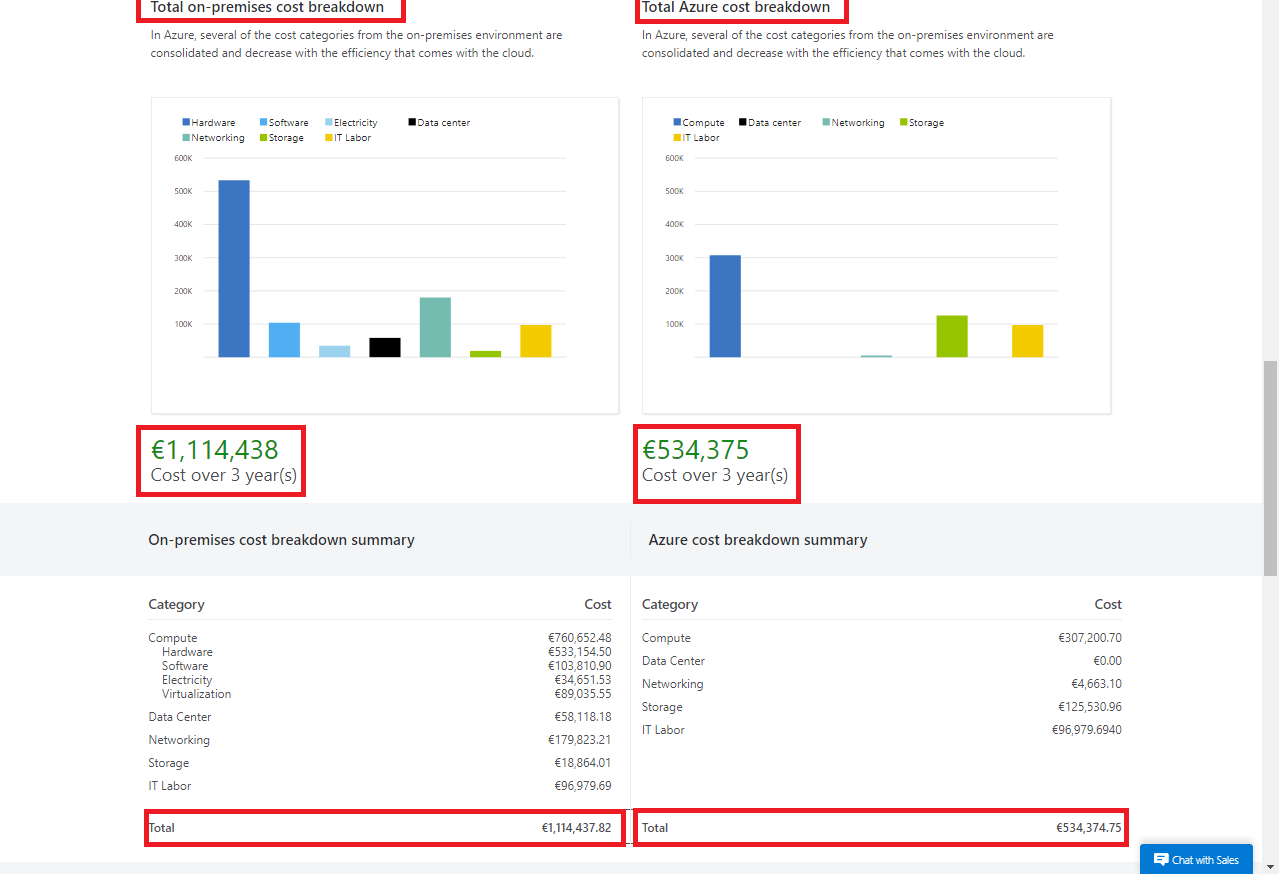 Total on-premises cost breakdown
In Azure, several of the cost categories from the on-premises environment are
consolidated and decrease with the efficiency that comes with the cloud.
Hardware Software Electricity Data center
Networking Storage IT Labor
600K
500K
400K
300K
200K
100K
€1,114,438
Cost over 3 year(s)
Total Azure cost breakdown
In Azure, several of the cost categories from the on-premises environment are
consolidated and decrease with the efficiency that comes with the cloud.
Compute Data center Networking Storage
IT Labor
600K
500K
400K
300K
200K
100K
€534,375
Cost over 3 year(s)
On-premises cost breakdown summary
Category Cost
Compute €760,652.48
Hardware €533,154.50
Software €103,810.90
Electricity €34,651.53
Virtualization €89,035.55
Data Center €58,118.18
Networking €179,823.21
Storage €18,864.01
IT Labor €96,979.69
Total €1,114,437.82
Azure cost breakdown summary
Category Cost
Compute €307,200.70
Data Center €0.00
Networking €4,663.10
Storage €125,530.96
IT Labor €96,979.6940
Total €534,374.75
Chat with Sales